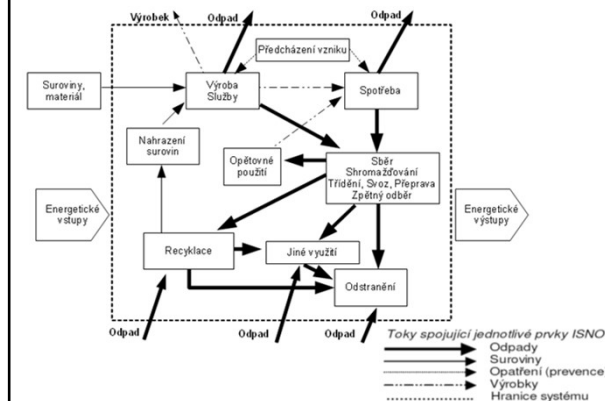 Výrobek
Odpad
Odpad
Předcházení vzniku
Suroviny,
materiál
Výroba
Služby
Spotřeba
Nahrazení
surovin
Opětovné
použití
Sběr
Shromažďování
Třídění, Svoz, Přeprava
Zpětný odběr
Energetické
vstupy
Energetické
výstupy
Recyklace
Jiné využití
Odstranění
Odpad
Odpad
Odpad
Toky spojující jednotlivé prvky ISNO
Odpady
Suroviny
Opatření (prevence
Výrobky
Hranice systému